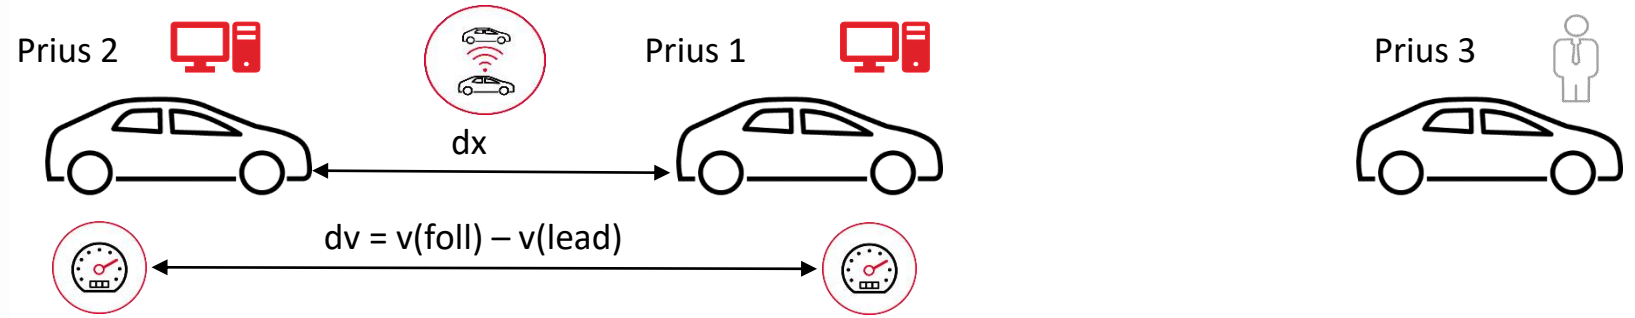 Prius 2
Prius 1
Prius 3
dx
dv = v(foll) – v(lead)